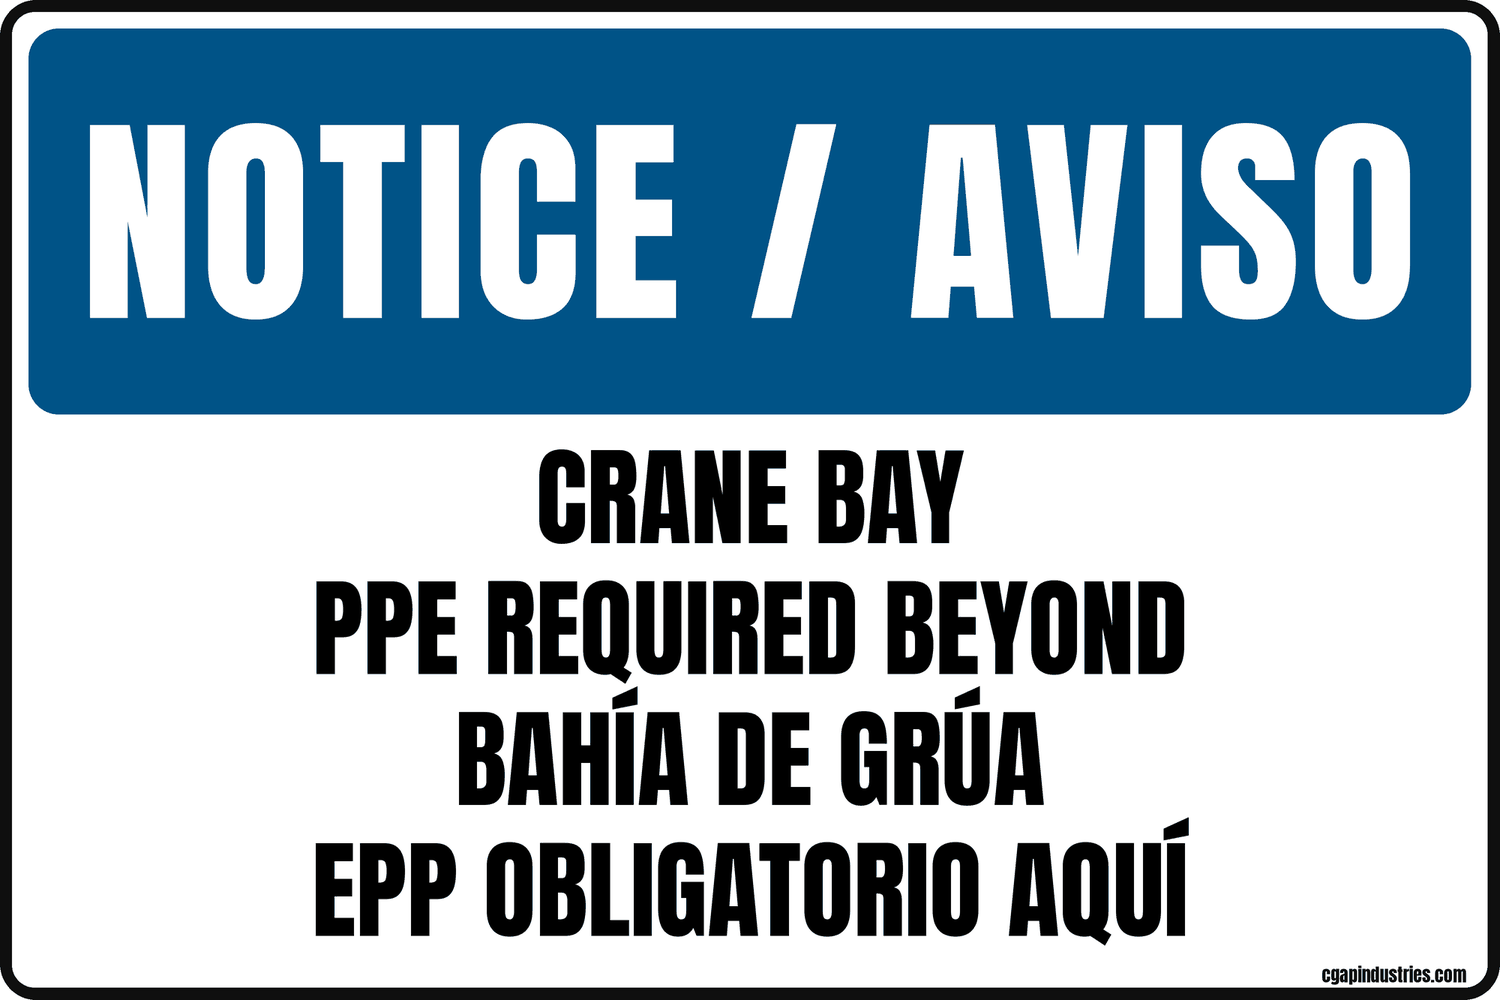 NOTICE / AVISO
CRANE BAY
PPE REQUIRED BEYOND
BAHÍA DE GRÚA
EPP OBLIGATORIO AQUÍ
cgapindustries.com